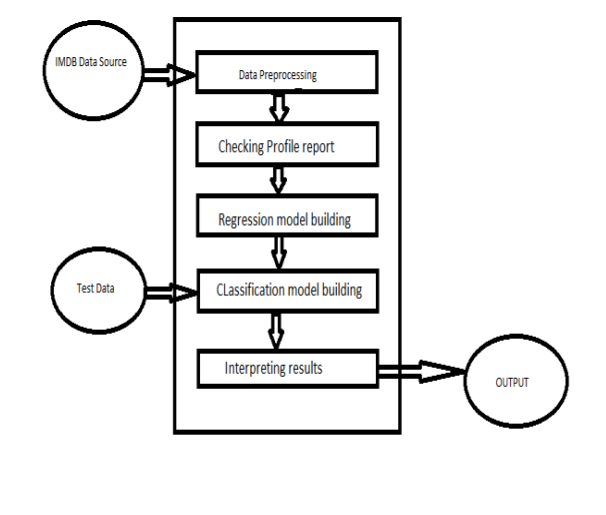 IMDB Data Source
Data Preprocessing
Checking Profile report
Regression model building
Test Data
CLassification model building
Interpreting results
OUTPUT